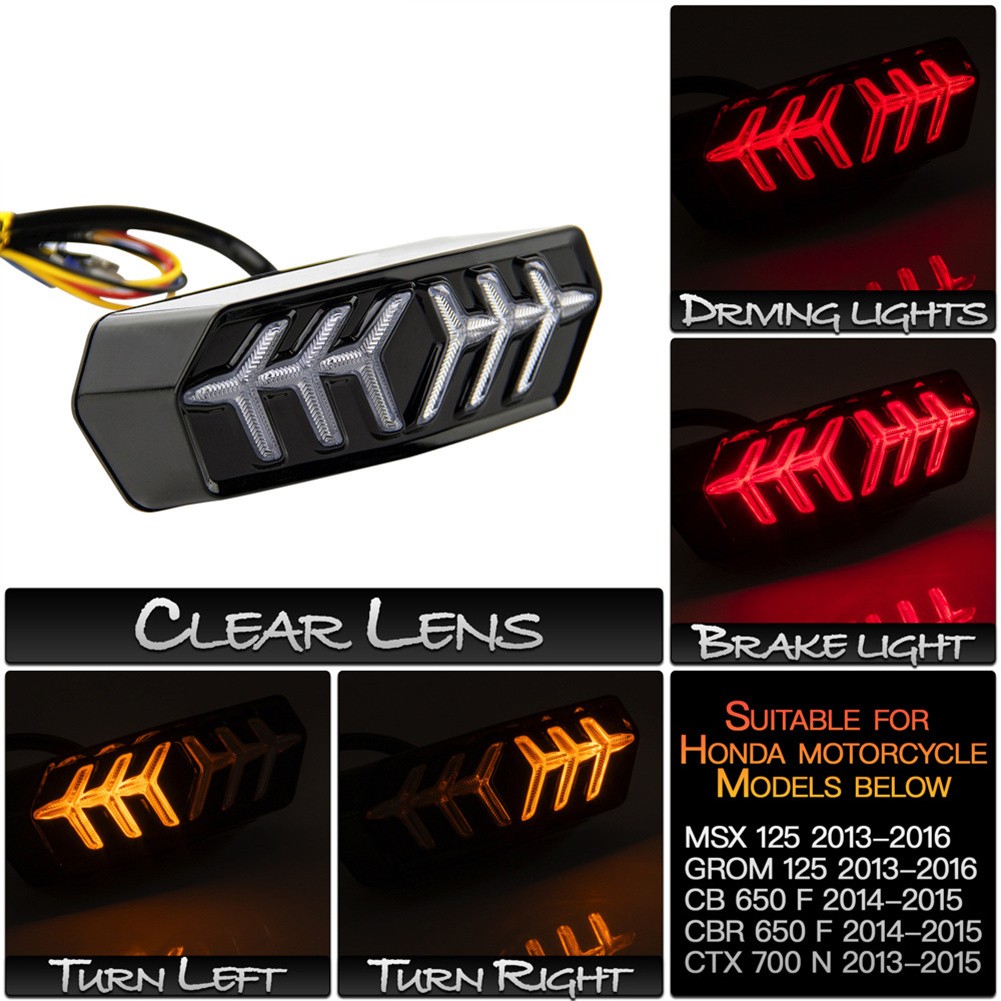 DRIVING LIGHTS
CLEAR LENS
BRAKE LIGHT
TURN LEFT
TURN RIGHT
SUITABLE FOR
HONDA MOTORCYCLE
MODELS BELOW
MSX 125 2013–2016
GROM 125 2013–2016
CB 650 F 2014–2015
CBR 650 F 2014–2015
CTX 700 N 2013–2015